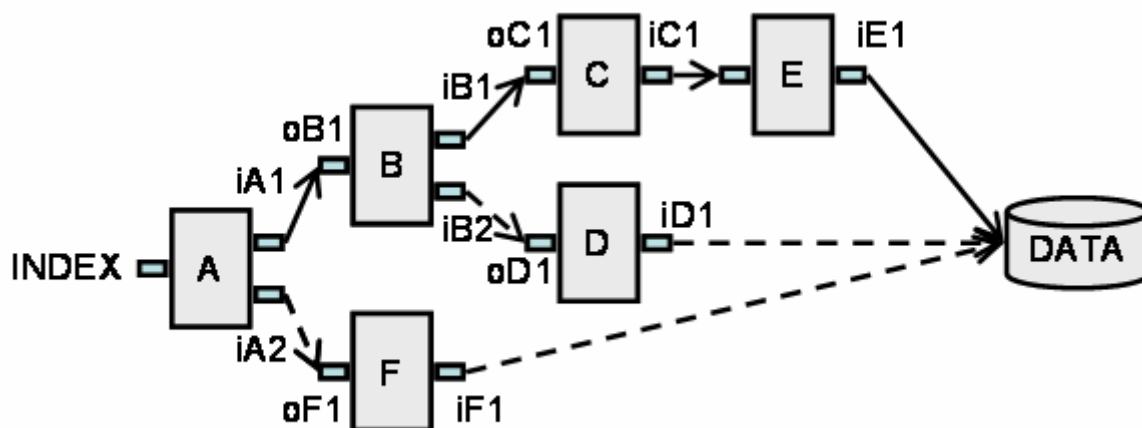 oC1 iC1 iE1
C E
iB1
oB1
B
iA1
iB2 iD1
D
oD1
INDEX A DATA
iA2
F
oF1 iF1